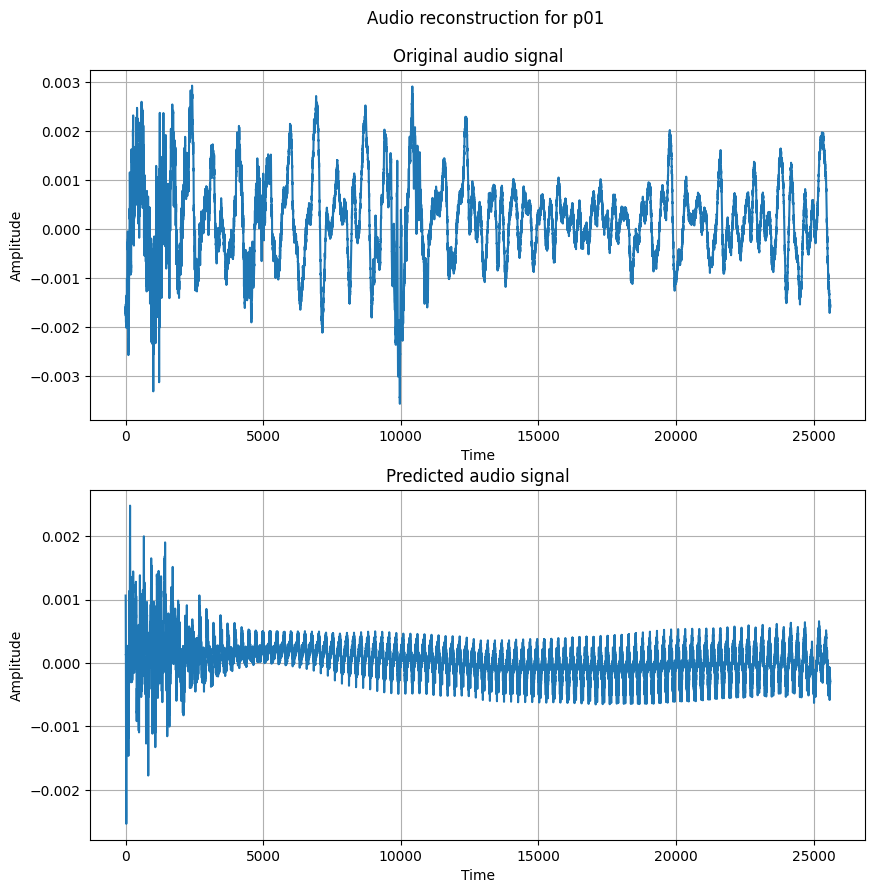 Audio reconstruction for p01
Original audio signal
0.003
0.002
0.001
0.000
−0.001
−0.002
−0.003
Amplitude
0 5000 10000 15000 20000 25000
Time
Predicted audio signal
0.002
0.001
0.000
−0.001
−0.002
Amplitude
0 5000 10000 15000 20000 25000
Time